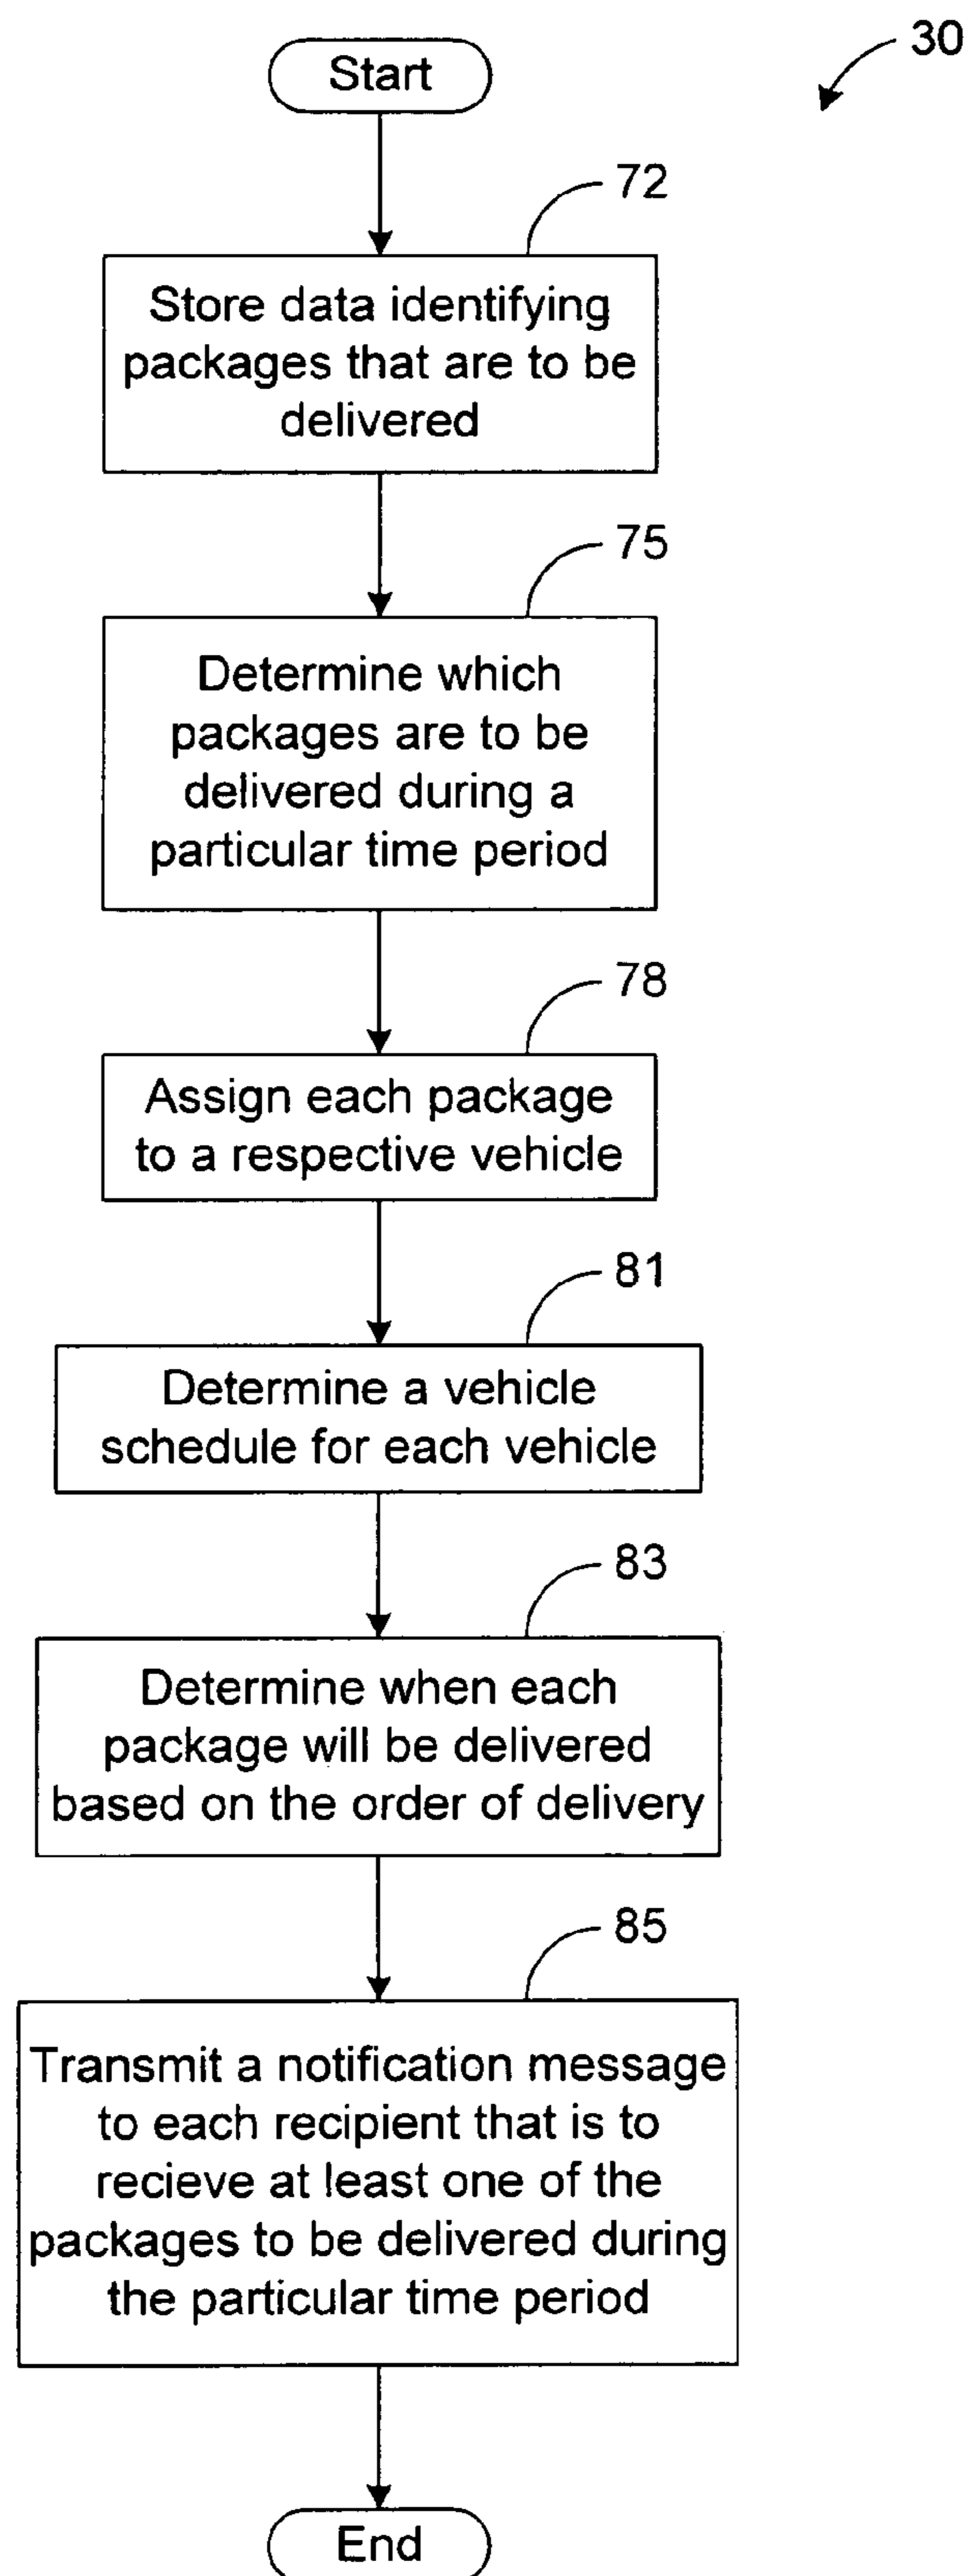 Start
30
72
Store data identifying
packages that are to be
delivered
75
Determine which
packages are to be
delivered during a
particular time period
78
Assign each package
to a respective vehicle
81
Determine a vehicle
schedule for each vehicle
83
Determine when each
package will be delivered
based on the order of delivery
85
Transmit a notification message
to each recipient that is to
recieve at least one of the
packages to be delivered during
the particular time period
End